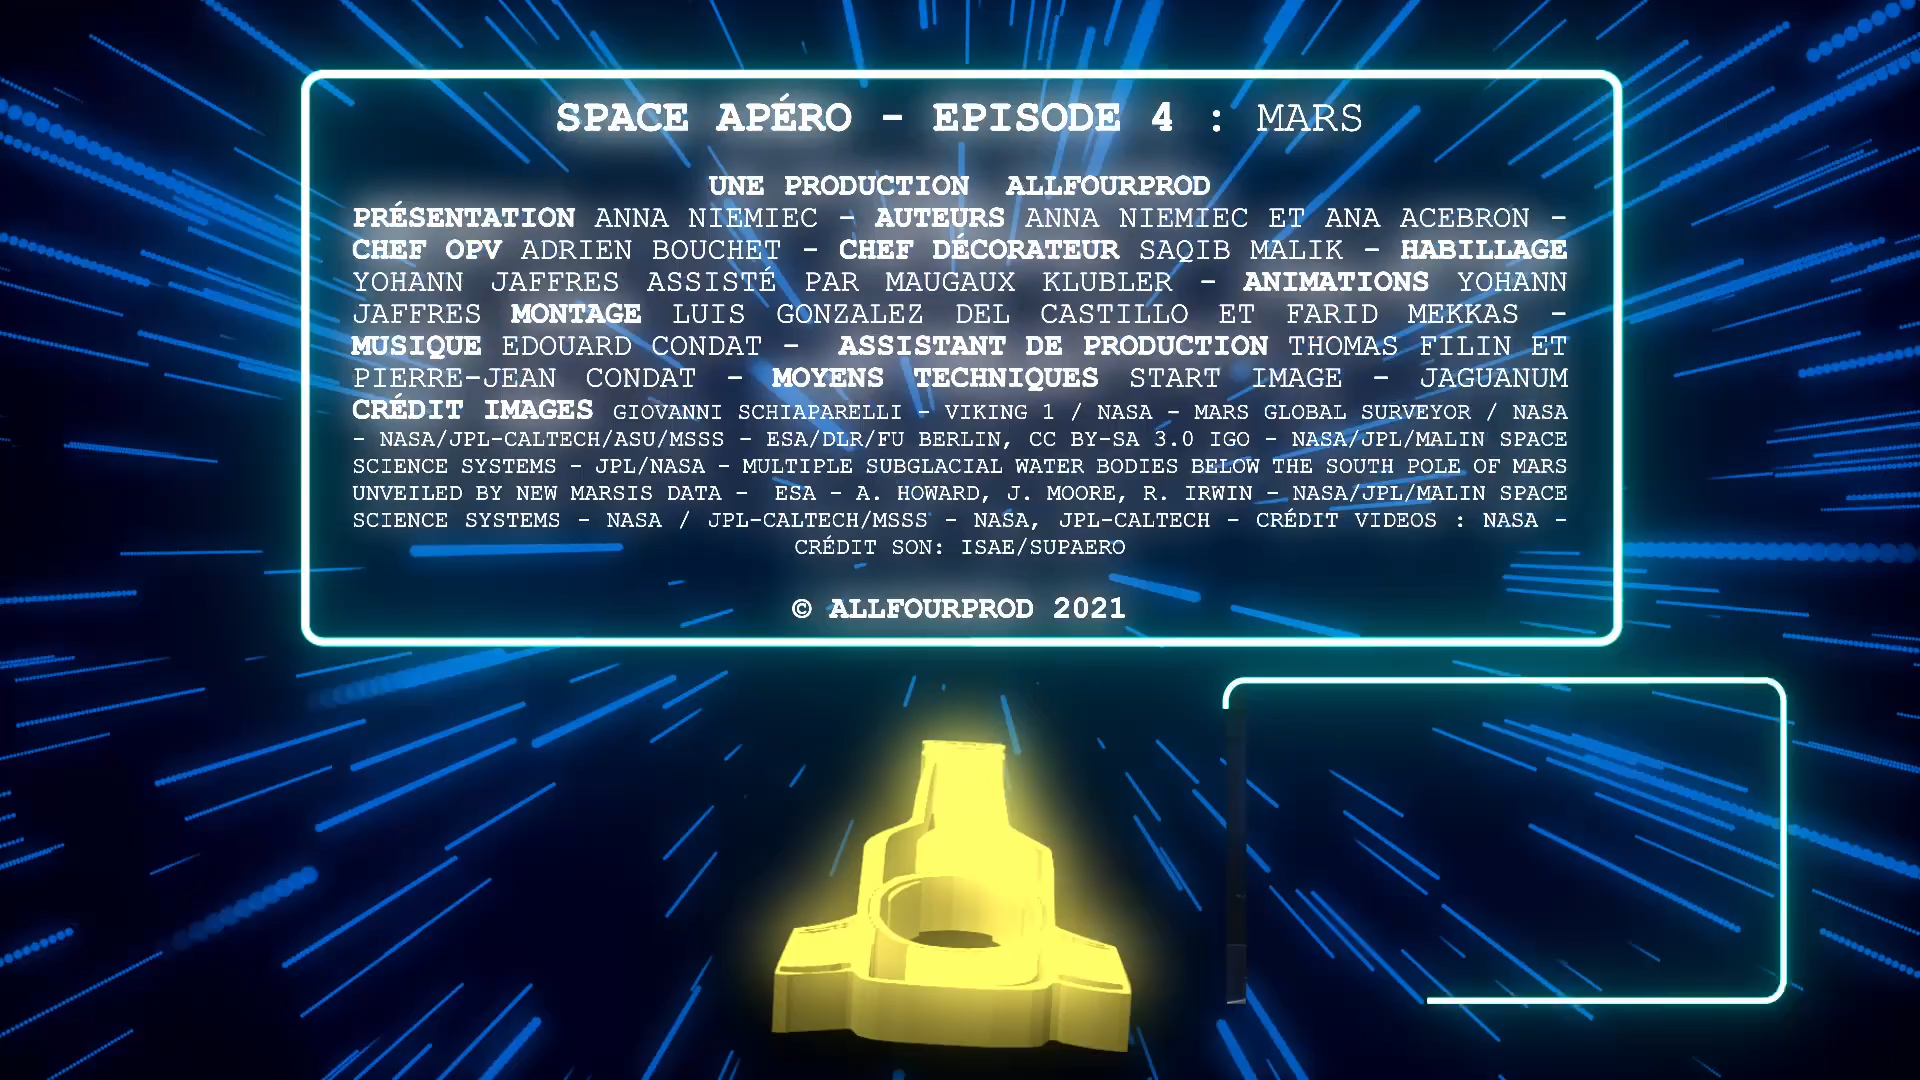 SPACE APÉRO - EPISODE 4 : MARS
UNE PRODUCTION ALLFOURPROD
PRÉSENTATION ANNA NIEMIEC - AUTEURS ANNA NIEMIEC ET ANA ACEBRON -
CHEF OPV ADRIEN BOUCHET - CHEF DÉCORATEUR SAQIB MALIK - HABILLAGE
YOHANN JAFFRES ASSISTÉ PAR MAUGAUX KLUBLER - ANIMATIONS YOHANN
JAFFRES MONTAGE LUIS GONZALEZ DEL CASTILLO ET FARID MEKKAS -
MUSIQUE EDOUARD CONDAT - ASSISTANT DE PRODUCTION THOMAS FILIN ET
PIERRE-JEAN CONDAT - MOYENS TECHNIQUES START IMAGE - JAGUANUM
CRÉDIT IMAGES GIOVANNI SCHIAPARELLI - VIKING 1 / NASA - MARS GLOBAL SURVEYOR / NASA
- NASA/JPL-CALTECH/ASU/MSSS - ESA/DLR/FU BERLIN, CC BY-SA 3.0 IGO - NASA/JPL/MALIN SPACE
SCIENCE SYSTEMS - JPL/NASA - MULTIPLE SUBGLACIAL WATER BODIES BELOW THE SOUTH POLE OF MARS
UNVEILED BY NEW MARSIS DATA - ESA - A. HOWARD, J. MOORE, R. IRWIN - NASA/JPL/MALIN SPACE
SCIENCE SYSTEMS - NASA / JPL-CALTECH/MSSS - NASA, JPL-CALTECH - CRÉDIT VIDEOS : NASA -
CRÉDIT SON: ISAE/SUPAERO
© ALLFOURPROD 2021